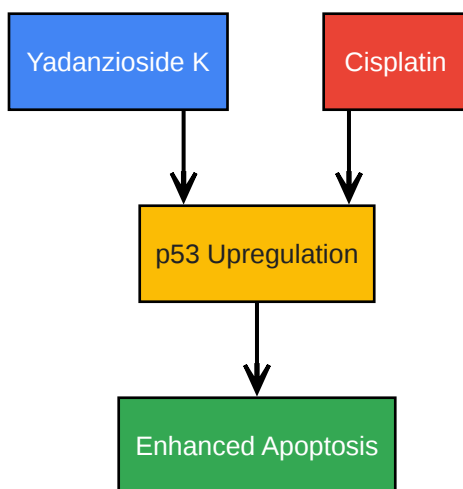 Yadanzioside K
Cisplatin
p53 Upregulation
Enhanced Apoptosis